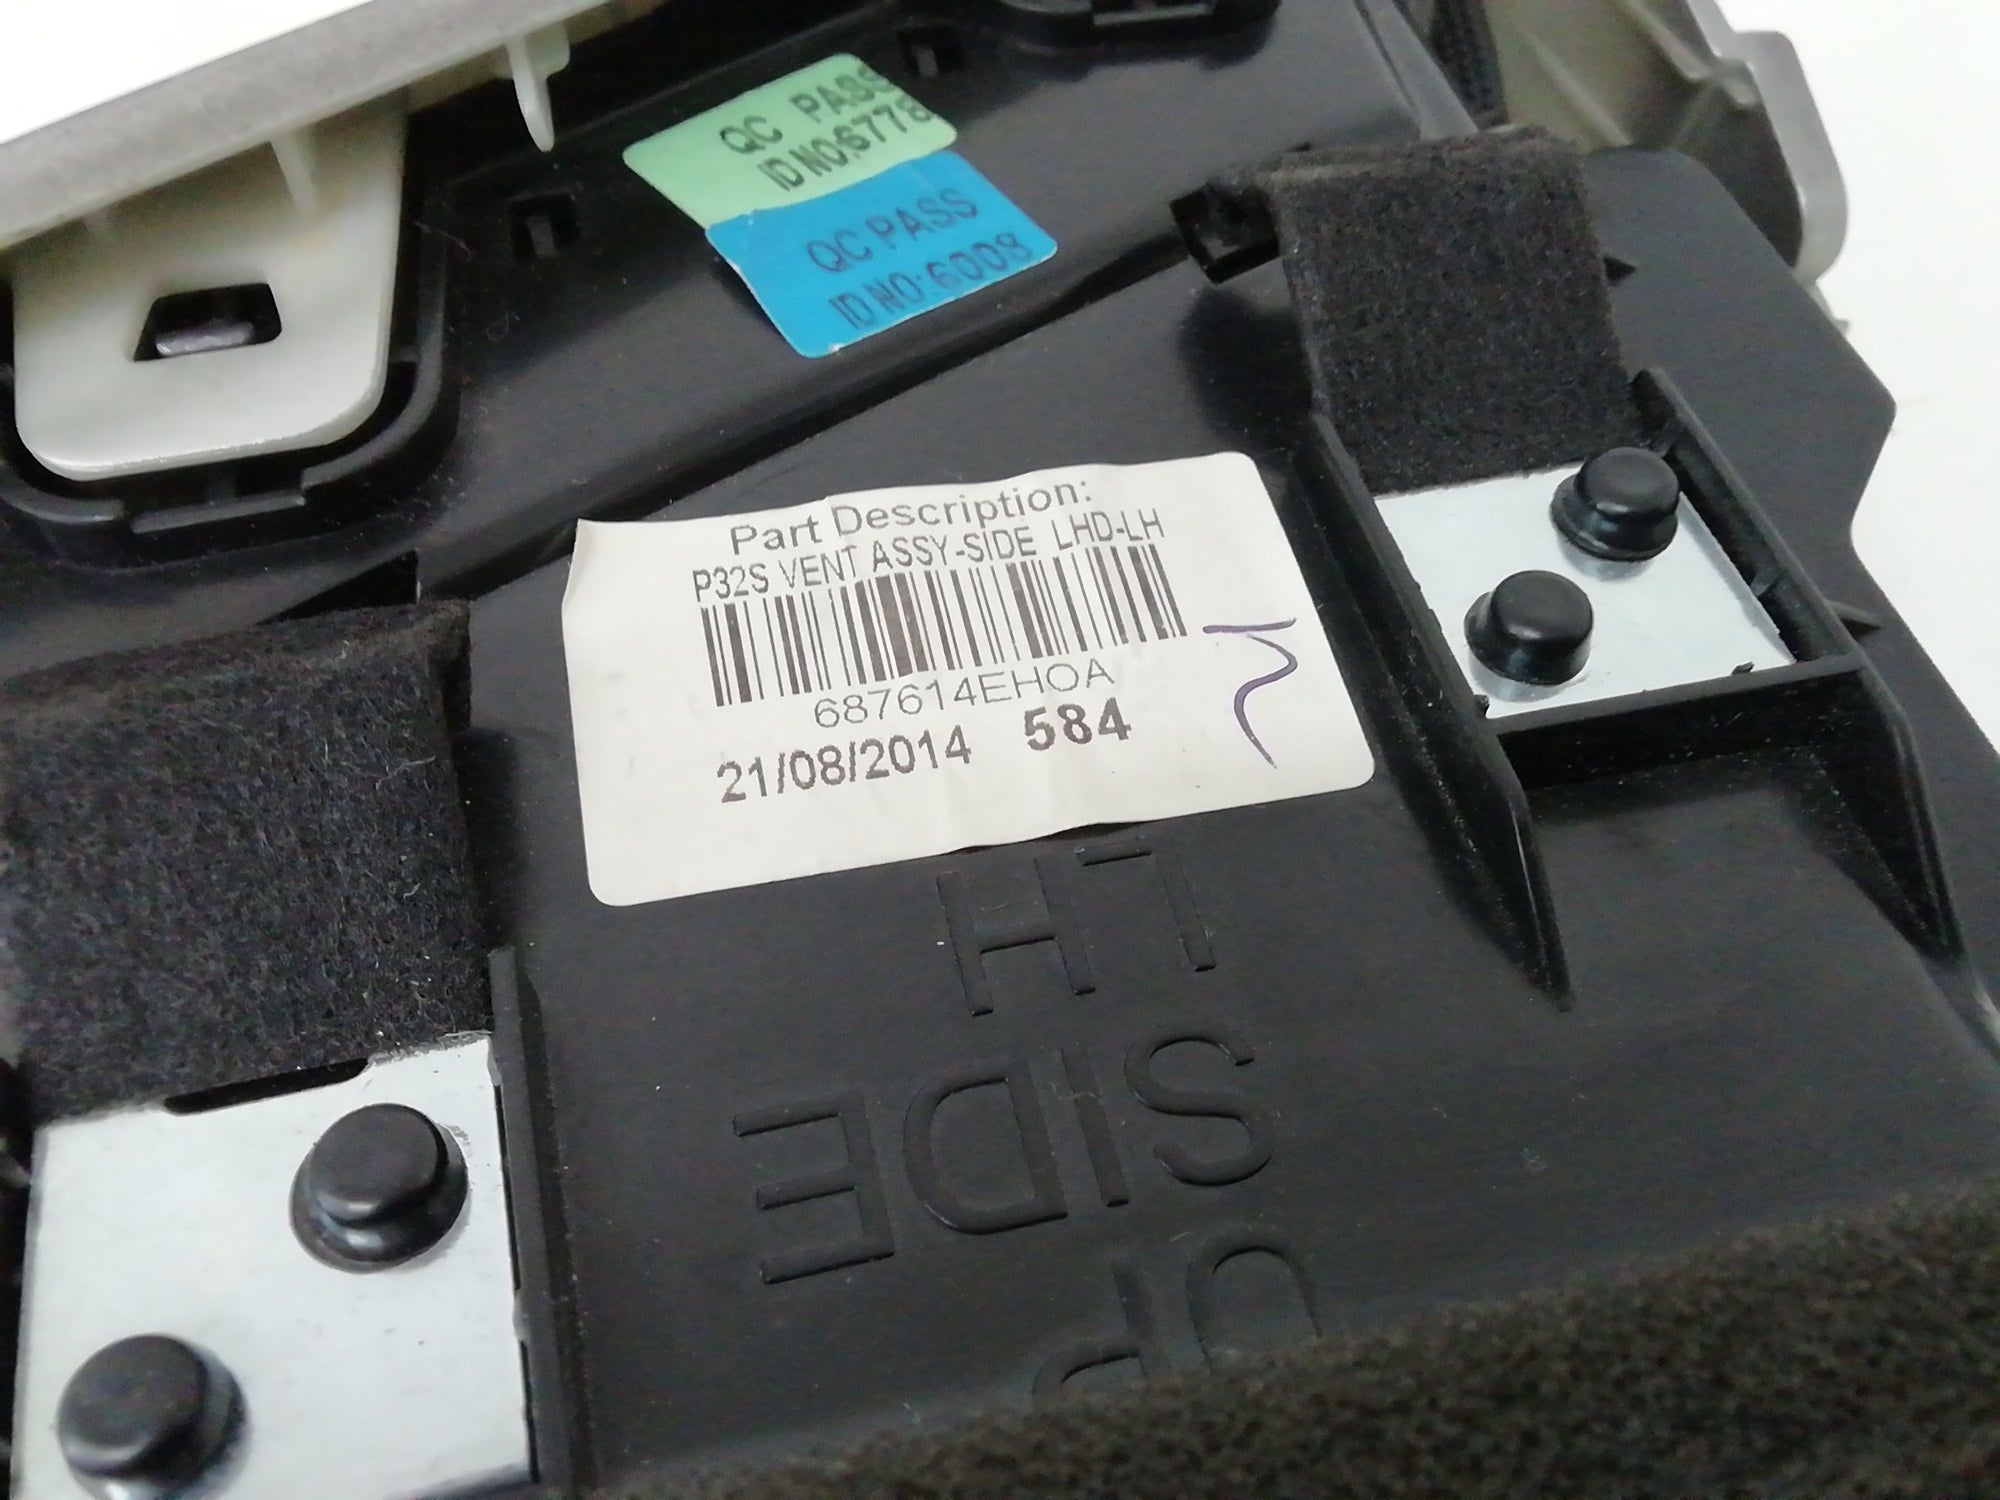 QC PASS
ID NO:6778
QC PASS
ID NO:6008
Part Description:
P32S VENT ASSY-SIDE LHD-LH
687614EHOA
21/08/2014 584
LH
SIDE
UP